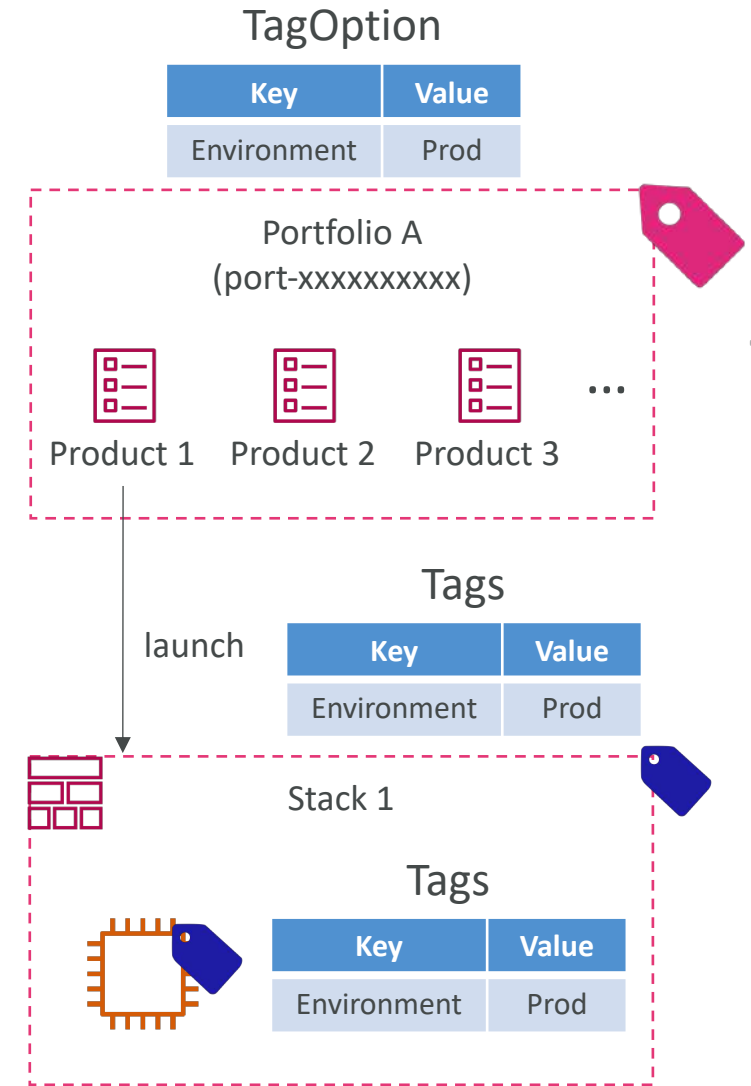 TagOption
Key Value
Environment Prod
Portfolio A
(port-xxxxxxxxxx)
...
Product 1 Product 2 Product 3
Tags
launch
Key Value
Environment Prod
Stack 1
Tags
Key Value
Environment Prod